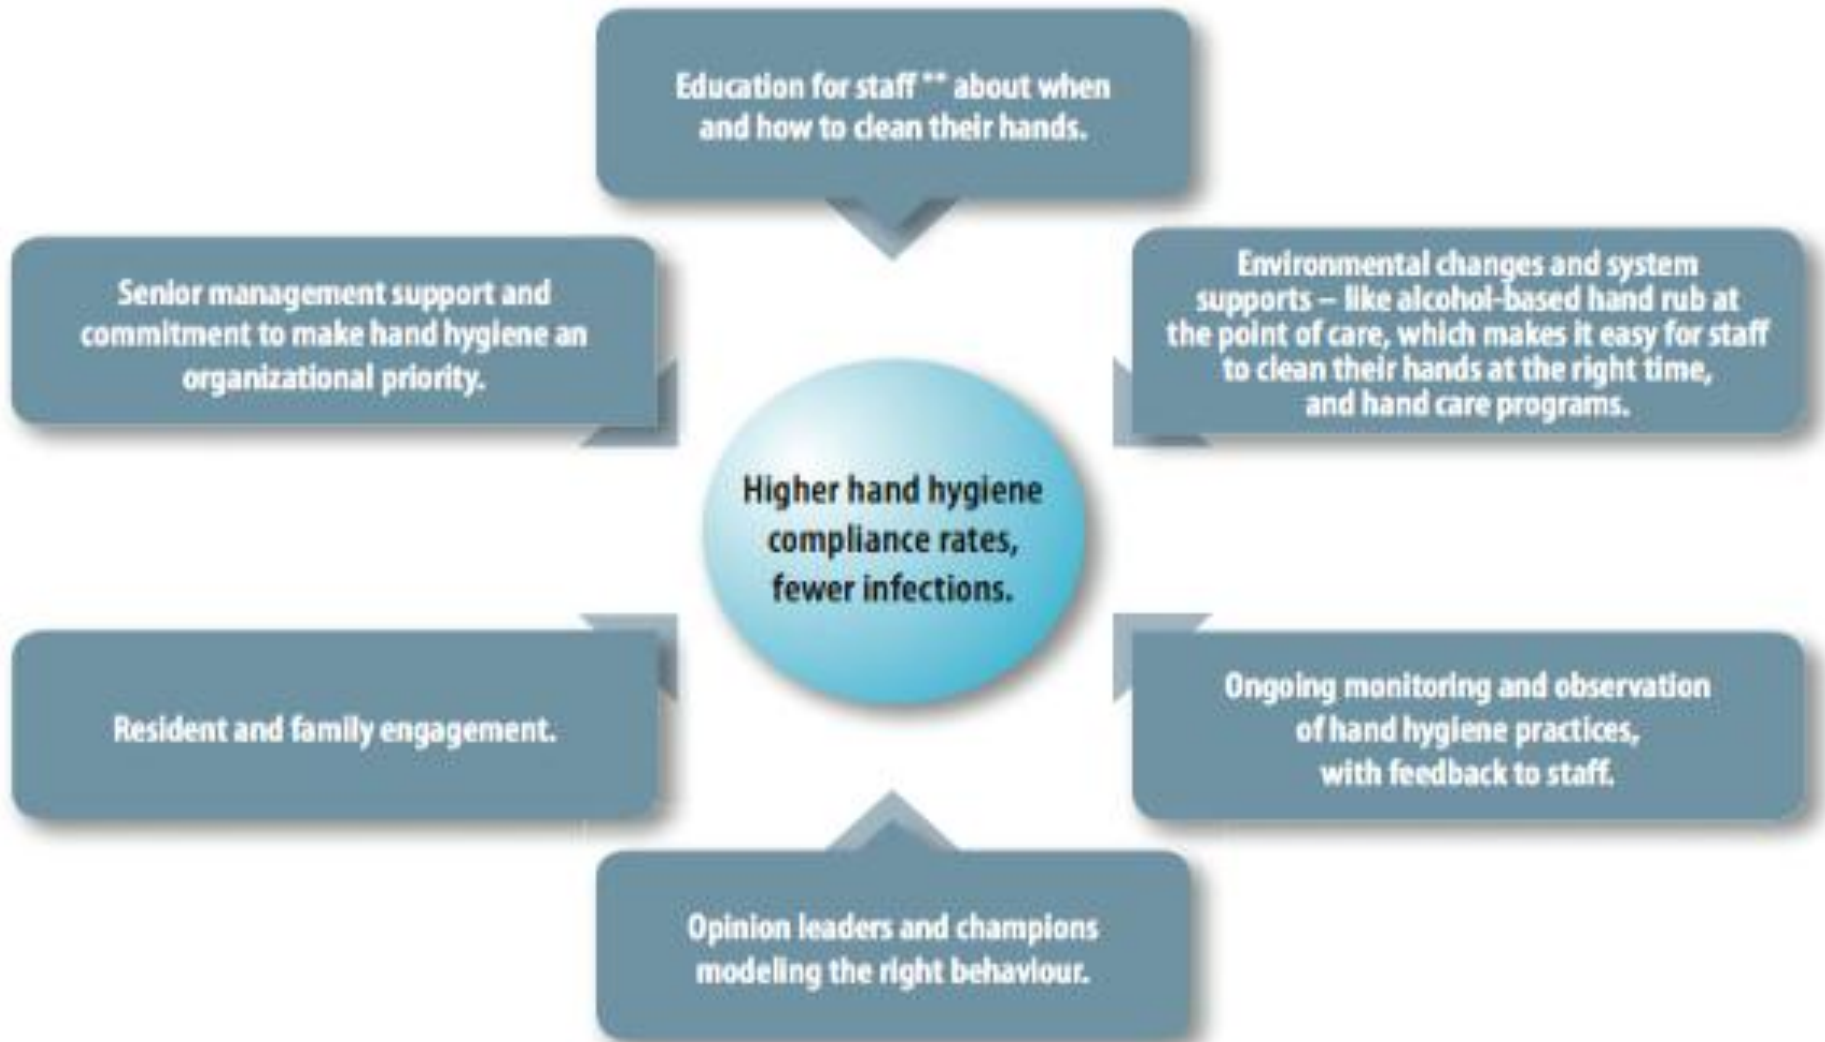 Education for staff ** about when
and how to clean their hands.
Senior management support and
commitment to make hand hygiene an
organizational priority.
Environmental changes and system
supports – like alcohol-based hand rub at
the point of care, which makes it easy for staff
to clean their hands at the right time,
and hand care programs.
Higher hand hygiene
compliance rates,
fewer infections.
Resident and family engagement.
Ongoing monitoring and observation
of hand hygiene practices,
with feedback to staff.
Opinion leaders and champions
modeling the right behaviour.